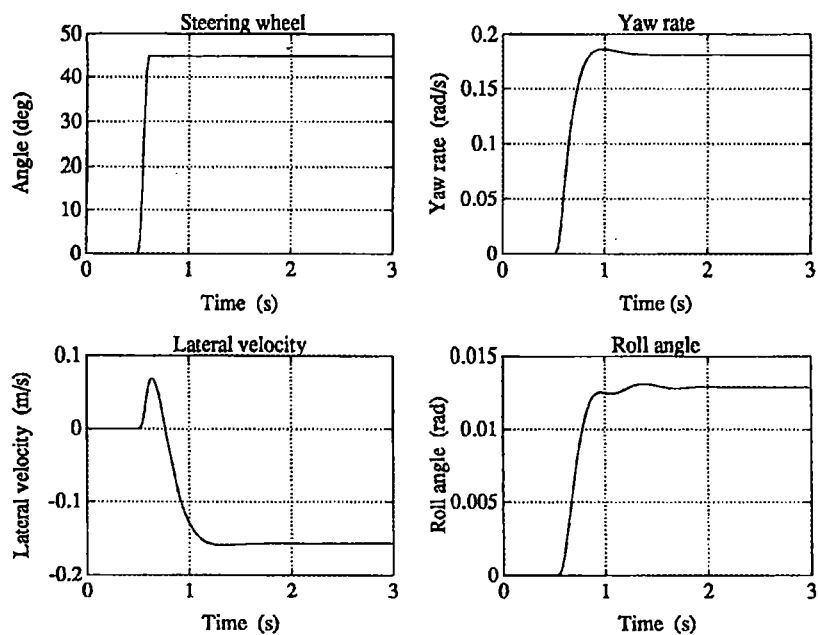 Steering wheel
50
40
30
20
10
0
Angle (deg)
0 1 2 3
Time (s)
Yaw rate
0.2
0.15
0.1
0.05
0
Yaw rate (rad/s)
0 1 2 3
Time (s)
Lateral velocity
0.1
0
-0.1
-0.2
Lateral velocity (m/s)
0 1 2 3
Time (s)
Roll angle
0.015
0.01
0.005
0
Roll angle (rad)
0 1 2 3
Time (s)